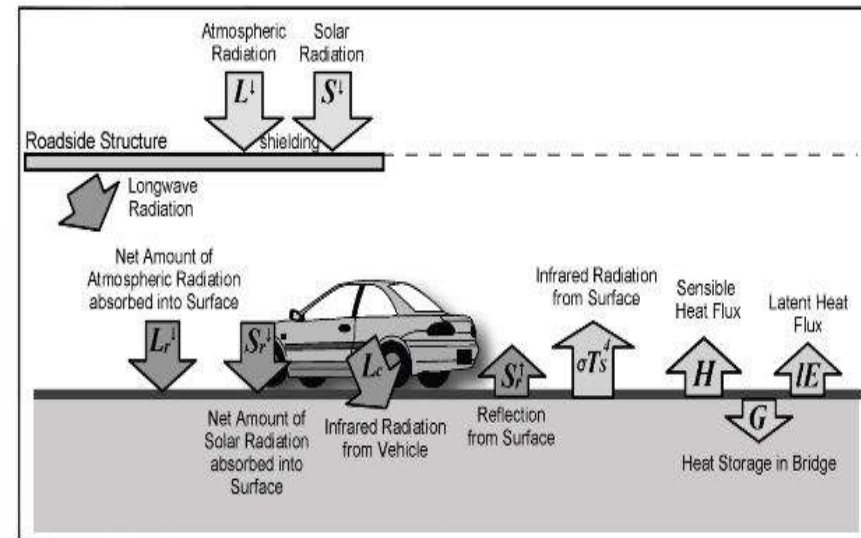 Atmospheric Radiation
Solar Radiation
L↓
S↓
Roadside Structure
shielding
Longwave
Radiation
Net Amount of
Atmospheric Radiation
absorbed into Surface
Infrared Radiation
from Surface
Sensible
Heat Flux
Latent Heat
Flux
Lr↓
Sr↓
Lc
Sr↑
σTs4
H
lE
G
Net Amount of
Solar Radiation
absorbed into
Surface
Infrared Radiation
from Vehicle
Reflection
from Surface
Heat Storage in Bridge